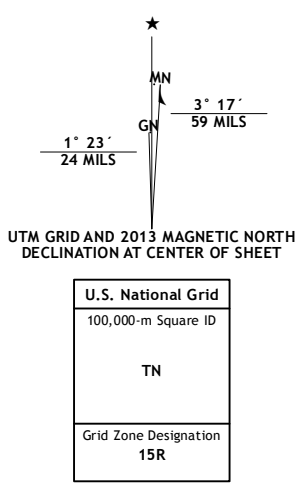 ★
MN
3° 17´
59 MILS
GN
1° 23´
24 MILS
UTM GRID AND 2013 MAGNETIC NORTH
DECLINATION AT CENTER OF SHEET
U.S. National Grid
100,000-m Square ID
TN
Grid Zone Designation
15R